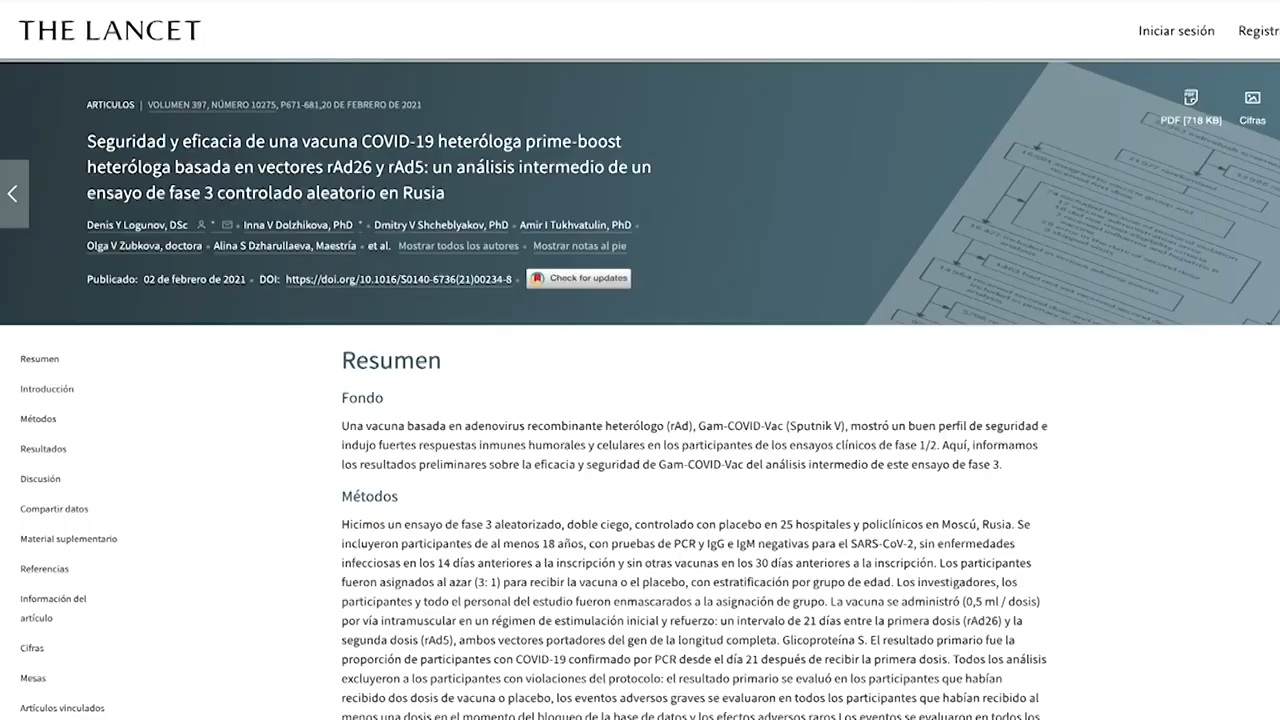 THE LANCET
Iniciar sesión
Registr
ARTICULOS | VOLUMEN 397, NÚMERO 10275, P671-681,20 DE FEBRERO DE 2021
PDF [718 KB]
Cifras
Seguridad y eficacia de una vacuna COVID-19 heteróloga prime-boost
heteróloga basada en vectores rAd26 y rAd5: un análisis intermedio de un
ensayo de fase 3 controlado aleatorio en Rusia
Denis Y Logunov, DSc * • Inna V Dolzhikova, PhD * • Dmitry V Shcheblyakov, PhD • Amir I Tukhvatulin, PhD •
Olga V Zubkova, doctora • Alina S Dzharullaeva, Maestría • et al. Mostrar todos los autores • Mostrar notas al pie
Publicado: 02 de febrero de 2021 • DOI: https://doi.org/10.1016/S0140-6736(21)00234-8 • Check for updates
Resumen
Introducción
Métodos
Resultados
Discusión
Compartir datos
Material suplementario
Referencias
Información del
artículo
Cifras
Mesas
Artículos vinculados
Resumen
Fondo
Una vacuna basada en adenovirus recombinante heterólogo (rAd), Gam-COVID-Vac (Sputnik V), mostró un buen perfil de seguridad e
indujo fuertes respuestas inmunes humorales y celulares en los participantes de los ensayos clínicos de fase 1/2. Aquí, informamos
los resultados preliminares sobre la eficacia y seguridad de Gam-COVID-Vac del análisis intermedio de este ensayo de fase 3.
Métodos
Hicimos un ensayo de fase 3 aleatorizado, doble ciego, controlado con placebo en 25 hospitales y policlínicos en Moscú, Rusia. Se
incluyeron participantes de al menos 18 años, con pruebas de PCR y IgG e IgM negativas para el SARS-CoV-2, sin enfermedades
infecciosas en los 14 días anteriores a la inscripción y sin otras vacunas en los 30 días anteriores a la inscripción. Los participantes
fueron asignados al azar (3: 1) para recibir la vacuna o el placebo, con estratificación por grupo de edad. Los investigadores, los
participantes y todo el personal del estudio fueron enmascarados a la asignación de grupo. La vacuna se administró (0,5 ml / dosis)
por vía intramuscular en un régimen de estimulación inicial y refuerzo: un intervalo de 21 días entre la primera dosis (rAd26) y la
segunda dosis (rAd5), ambos vectores portadores del gen de la longitud completa. Glicoproteína S. El resultado primario fue la
proporción de participantes con COVID-19 confirmado por PCR desde el día 21 después de recibir la primera dosis. Todos los análisis
excluyeron a los participantes con violaciones del protocolo: el resultado primario se evaluó en los participantes que habían
recibido dos dosis de vacuna o placebo, los eventos adversos graves se evaluaron en todos los participantes que habían recibido al
menos una dosis en el momento del bloqueo de la base de datos y los efectos adversos raros Los eventos se evaluaron en todos los